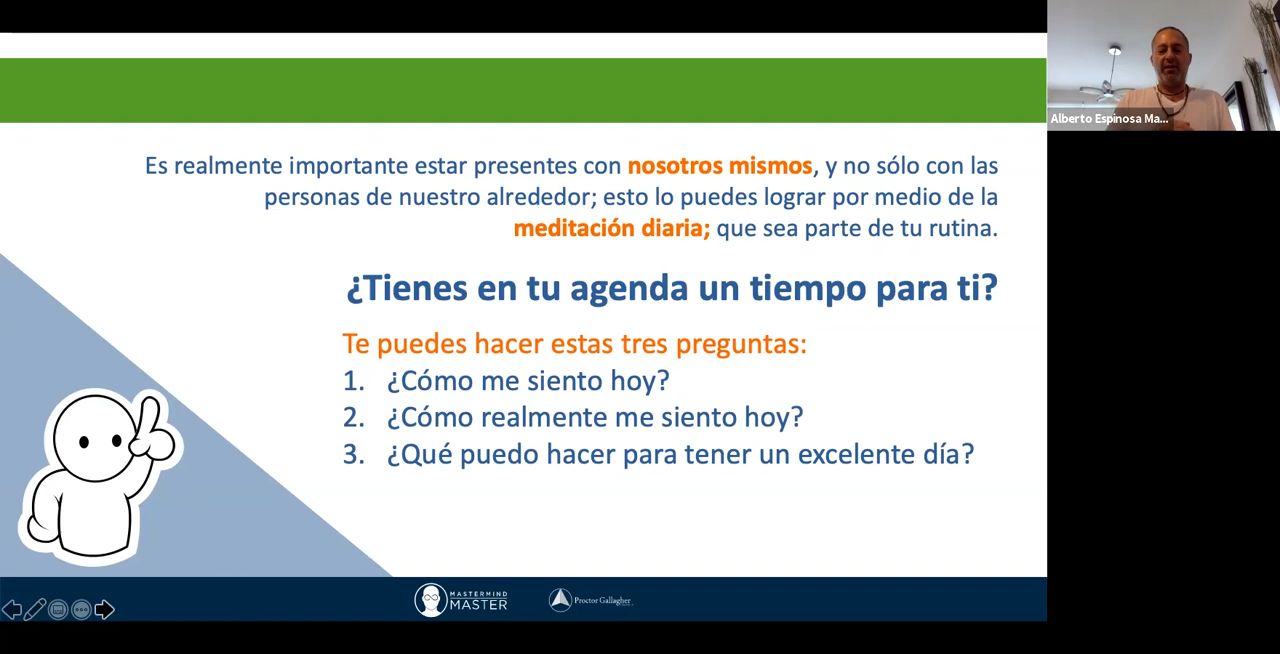 Es realmente importante estar presentes con nosotros mismos, y no sólo con las
personas de nuestro alrededor; esto lo puedes lograr por medio de la
meditación diaria; que sea parte de tu rutina.
¿Tienes en tu agenda un tiempo para ti?
Te puedes hacer estas tres preguntas:
1. ¿Cómo me siento hoy?
2. ¿Cómo realmente me siento hoy?
3. ¿Qué puedo hacer para tener un excelente día?
Alberto Espinosa Ma...
MASTERMIND
MASTER
Proctor Gallagher